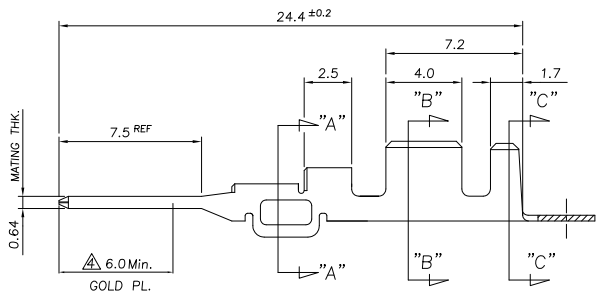 24.4 ±0.2
7.2
2.5
4.0
1.7
"A"
"B"
"C"
7.5 REF
MATING THK.
0.64
4 6.0 Min.
GOLD PL.
"A"
"B"
"C"